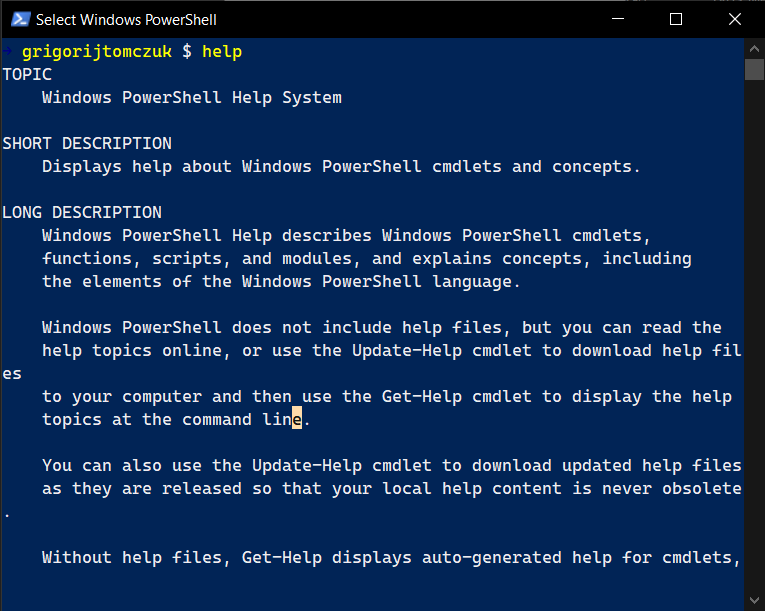 Select Windows PowerShell
→ grigorijtomczuk $ help
TOPIC
Windows PowerShell Help System
SHORT DESCRIPTION
Displays help about Windows PowerShell cmdlets and concepts.
LONG DESCRIPTION
Windows PowerShell Help describes Windows PowerShell cmdlets,
functions, scripts, and modules, and explains concepts, including
the elements of the Windows PowerShell language.
Windows PowerShell does not include help files, but you can read the
help topics online, or use the Update-Help cmdlet to download help fil
es
to your computer and then use the Get-Help cmdlet to display the help
topics at the command line.
You can also use the Update-Help cmdlet to download updated help files
as they are released so that your local help content is never obsolete
.
Without help files, Get-Help displays auto-generated help for cmdlets,